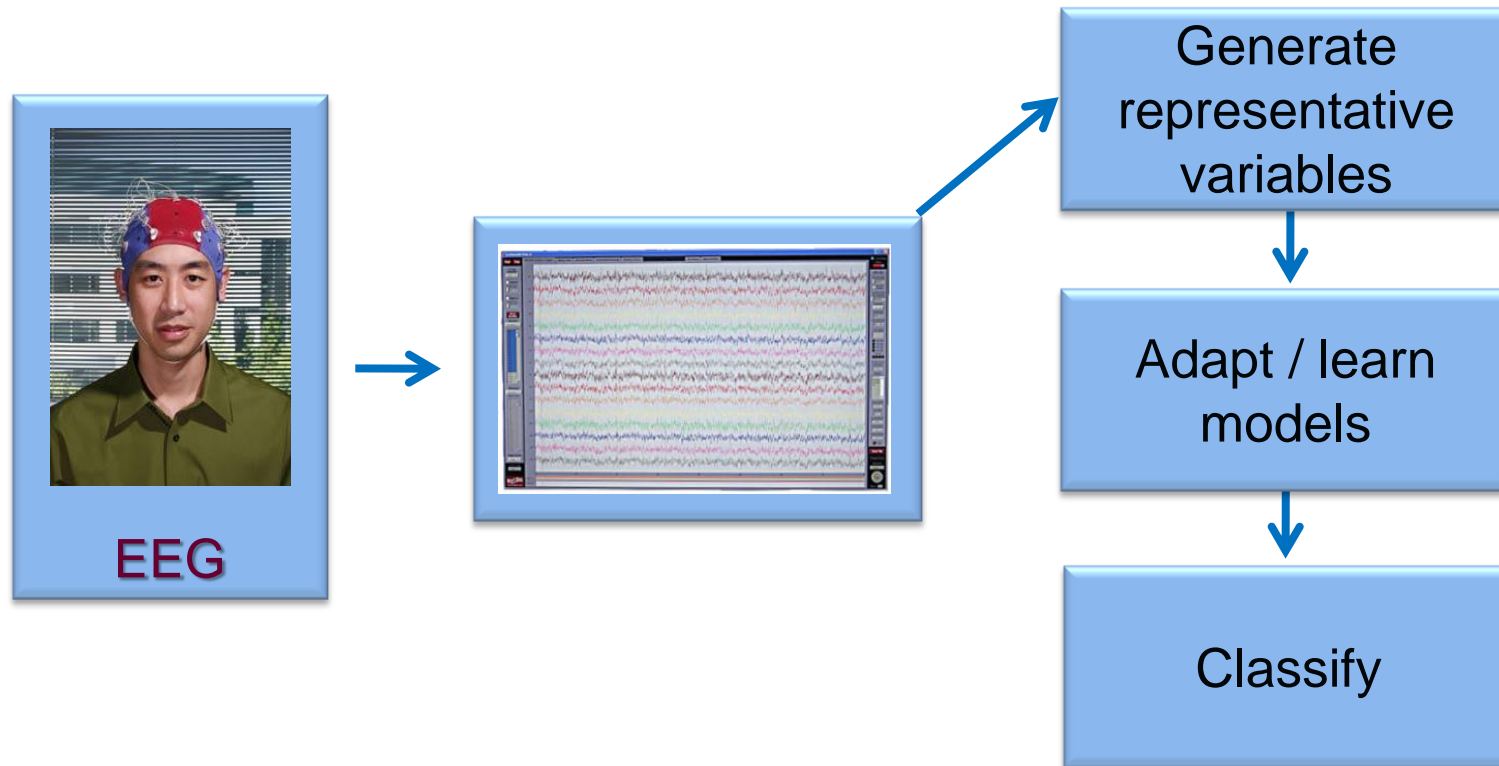 EEG
Generate
representative
variables
Adapt / learn
models
Classify